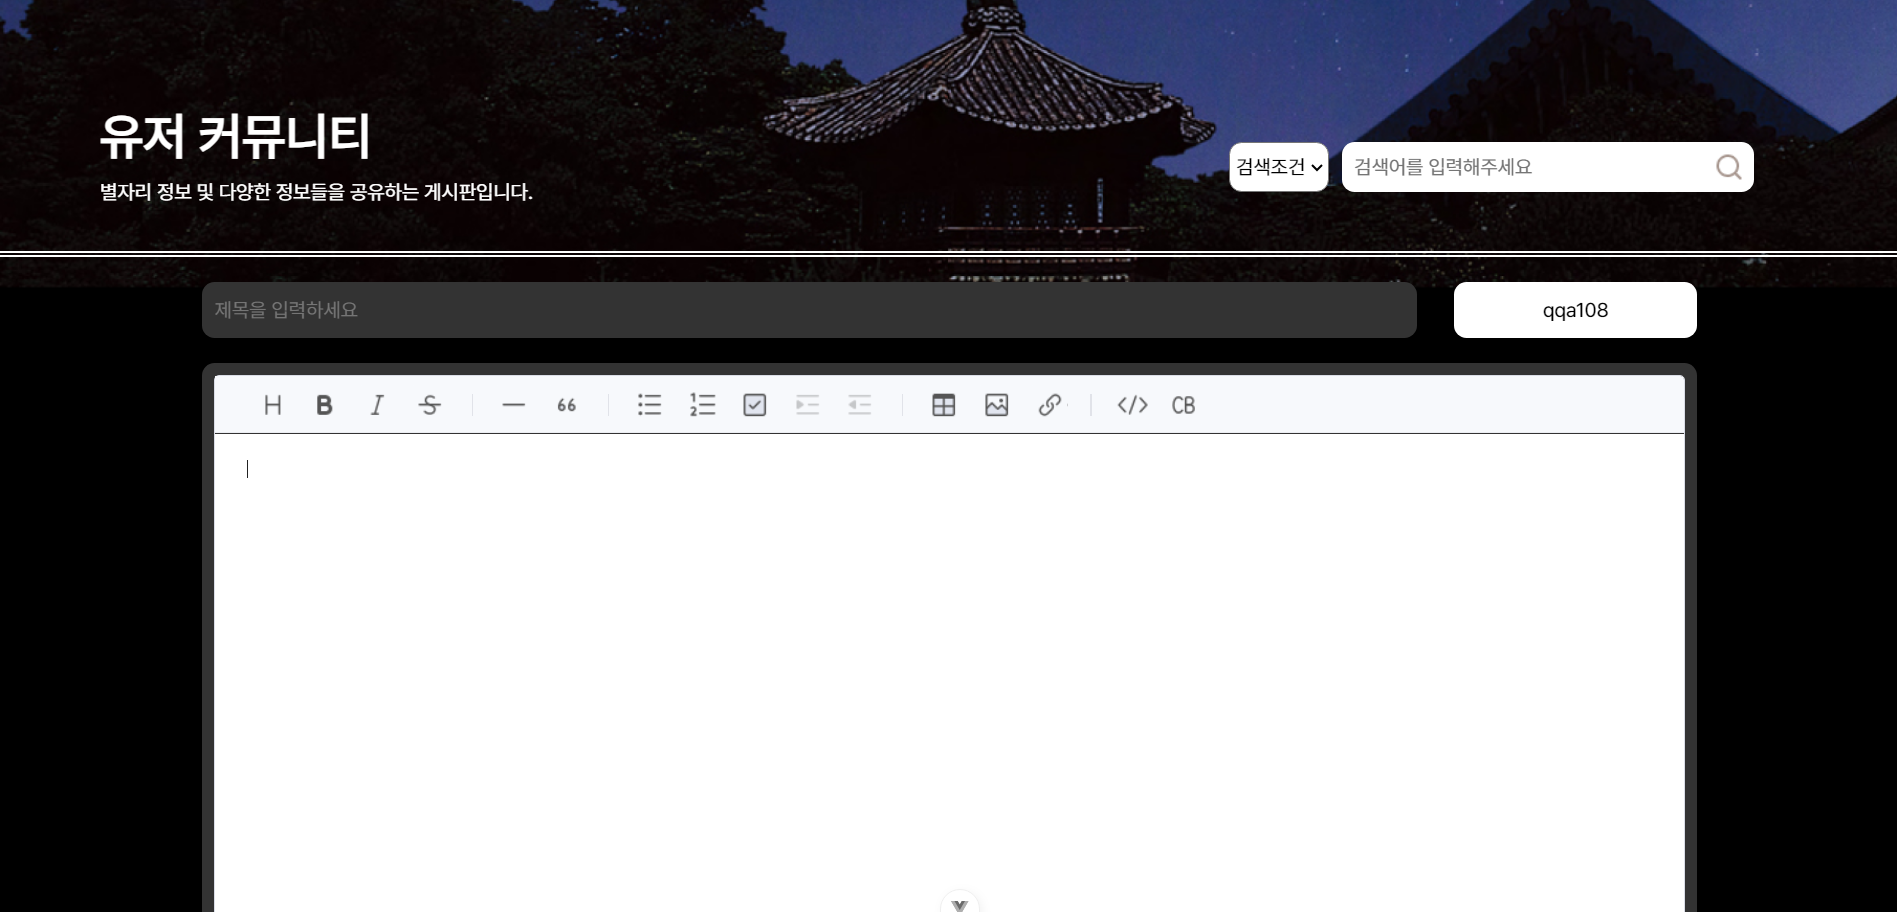 유저 커뮤니티
별자리 정보 및 다양한 정보들을 공유하는 게시판입니다.
검색조건
검색어를 입력해주세요
제목을 입력하세요
qqa108
H B I S 66 </> CB